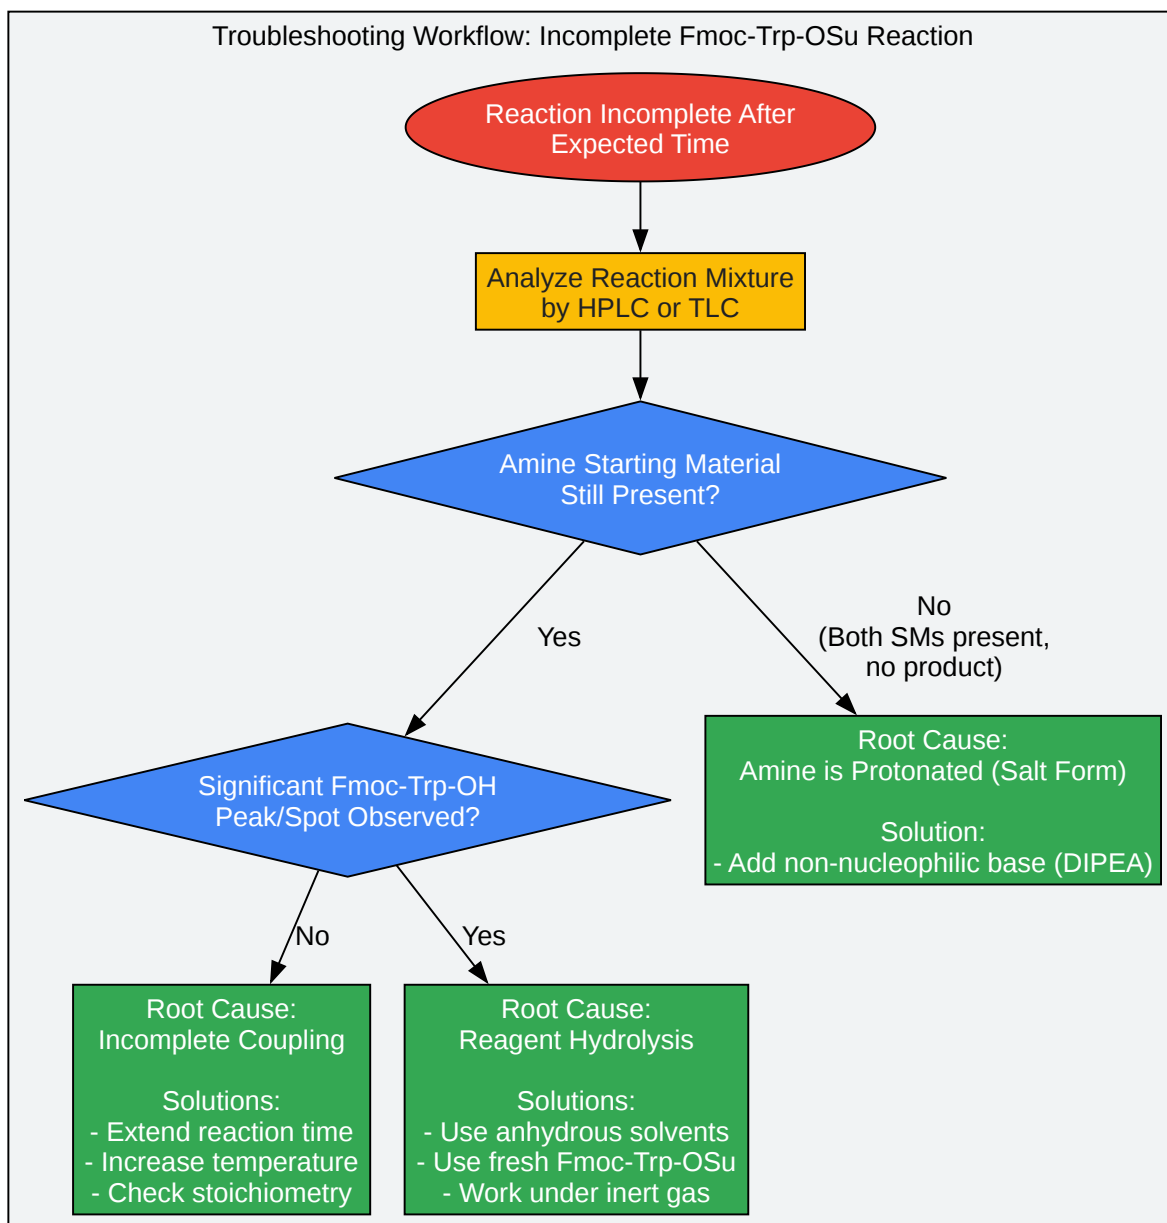 Troubleshooting Workflow: Incomplete Fmoc-Trp-OSu Reaction
Reaction Incomplete After
Expected Time
Analyze Reaction Mixture
by HPLC or TLC
Amine Starting Material
Still Present?
Yes
No
(Both SMs present,
no product)
Significant Fmoc-Trp-OH
Peak/Spot Observed?
Root Cause:
Amine is Protonated (Salt Form)
Solution:
- Add non-nucleophilic base (DIPEA)
No
Yes
Root Cause:
Incomplete Coupling
Solutions:
- Extend reaction time
- Increase temperature
- Check stoichiometry
Root Cause:
Reagent Hydrolysis
Solutions:
- Use anhydrous solvents
- Use fresh Fmoc-Trp-OSu
- Work under inert gas